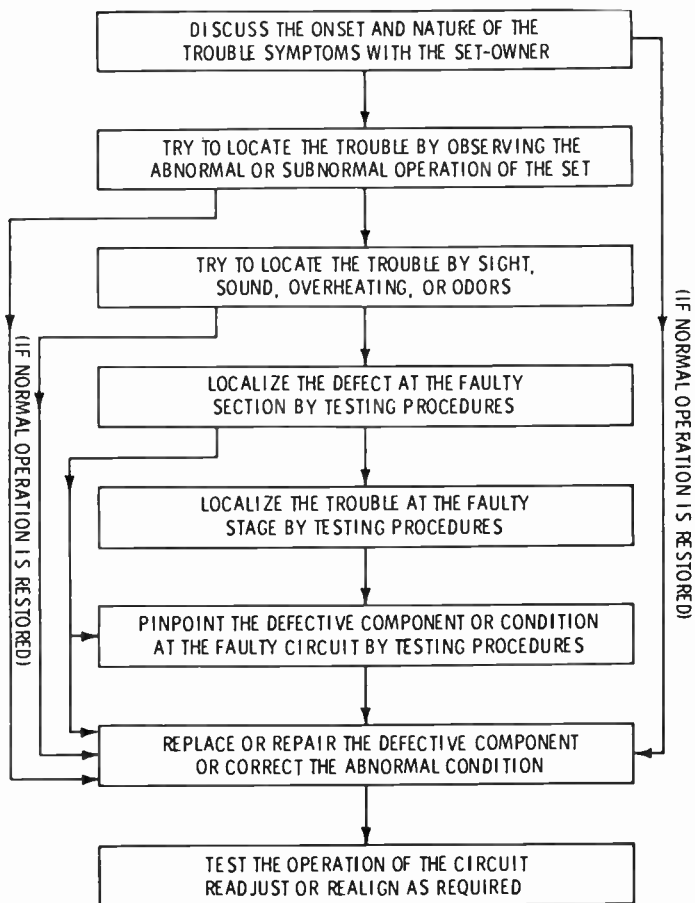 DISCUSS THE ONSET AND NATURE OF THE
TROUBLE SYMPTOMS WITH THE SET-OWNER
TRY TO LOCATE THE TROUBLE BY OBSERVING THE
ABNORMAL OR SUBNORMAL OPERATION OF THE SET
TRY TO LOCATE THE TROUBLE BY SIGHT,
SOUND, OVERHEATING, OR ODORS
(IF NORMAL OPERATION IS RESTORED)
(IF NORMAL OPERATION IS RESTORED)
LOCALIZE THE DEFECT AT THE FAULTY
SECTION BY TESTING PROCEDURES
LOCALIZE THE TROUBLE AT THE FAULTY
STAGE BY TESTING PROCEDURES
PINPOINT THE DEFECTIVE COMPONENT OR CONDITION
AT THE FAULTY CIRCUIT BY TESTING PROCEDURES
REPLACE OR REPAIR THE DEFECTIVE COMPONENT
OR CORRECT THE ABNORMAL CONDITION
TEST THE OPERATION OF THE CIRCUIT
READJUST OR REALIGN AS REQUIRED